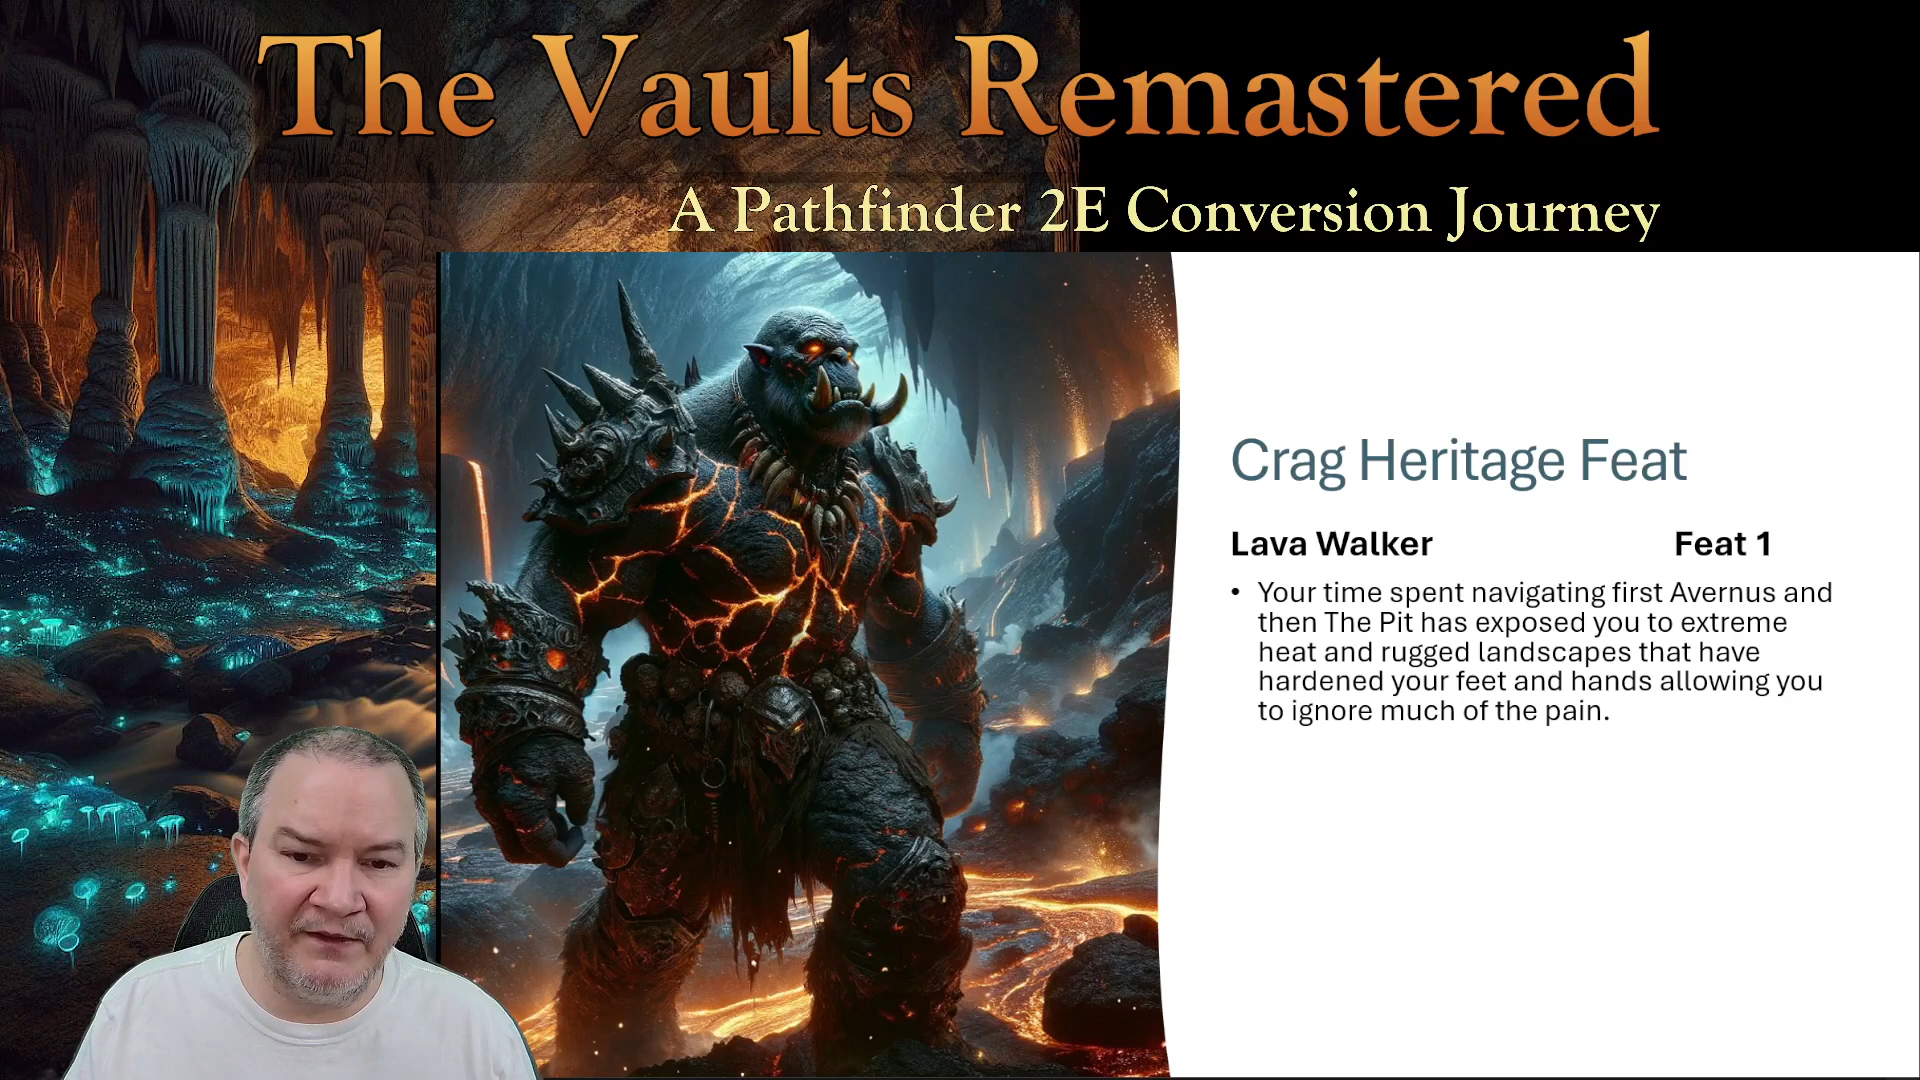 The Vaults Remastered
A Pathfinder 2E Conversion Journey
Crag Heritage Feat
Lava Walker Feat 1
• Your time spent navigating first Avernus and
then The Pit has exposed you to extreme
heat and rugged landscapes that have
hardened your feet and hands allowing you
to ignore much of the pain.